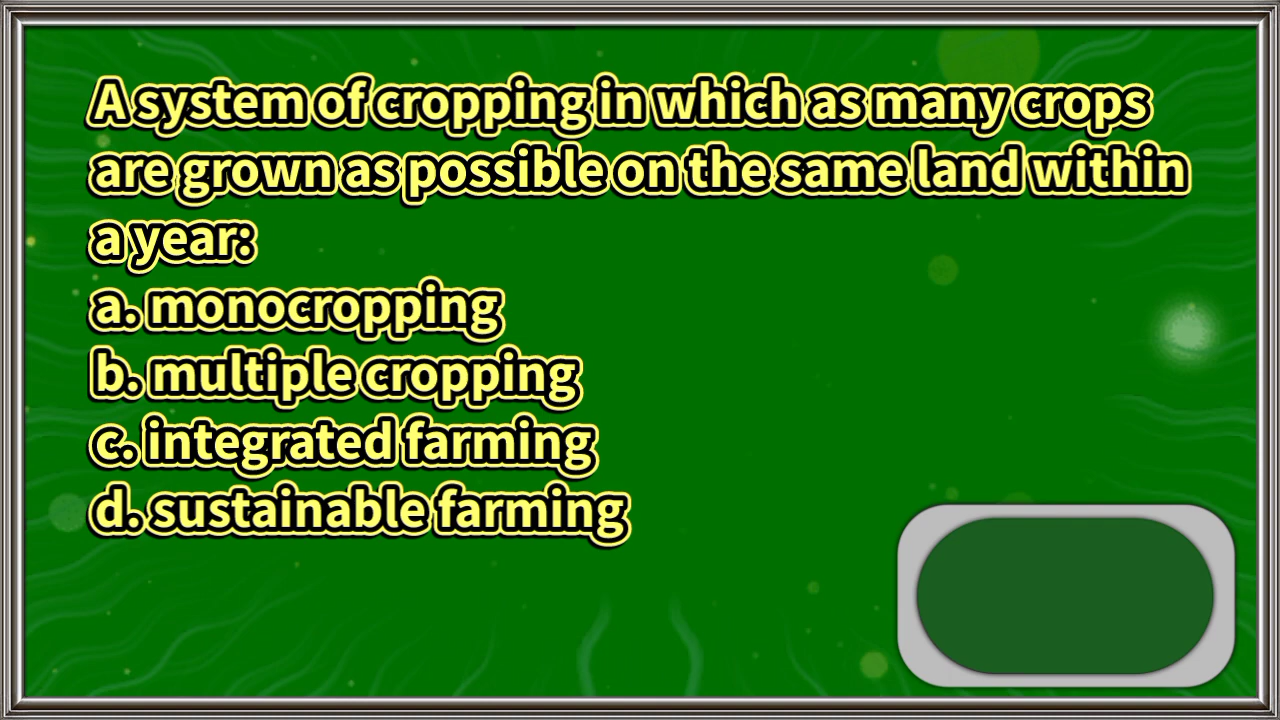 A system of cropping in which as many crops
are grown as possible on the same land within
a year:
a. monocropping
b. multiple cropping
c. integrated farming
d. sustainable farming